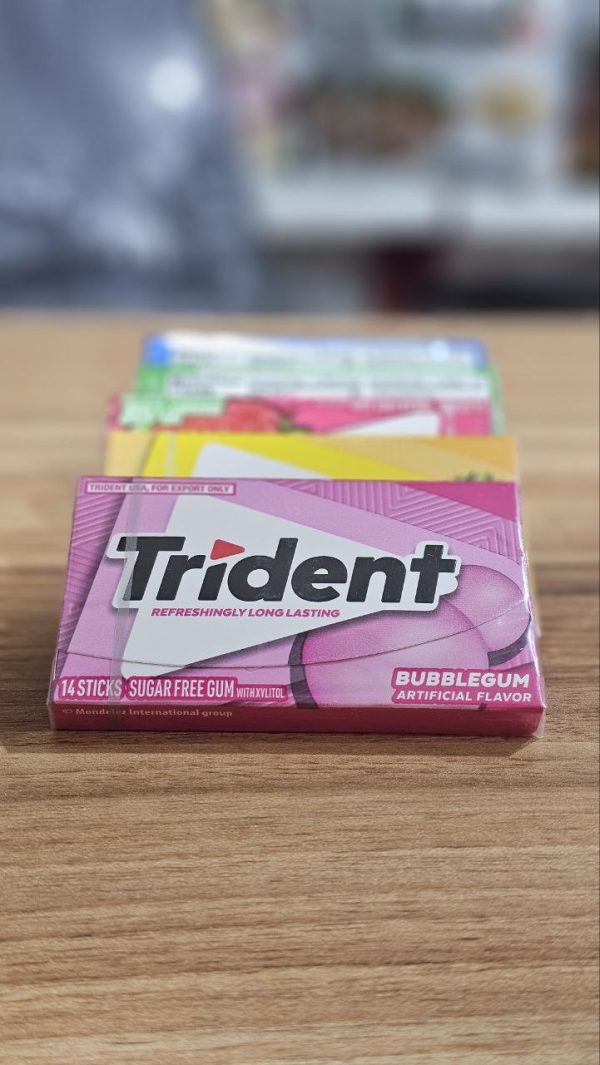 TRIDENT USA, FOR EXPORT ONLY
Trident
REFRESHINGLY LONG LASTING
14 STICKS SUGAR FREE GUM WITH XYLITOL
BUBBLEGUM
ARTIFICIAL FLAVOR
© Mondelez International group